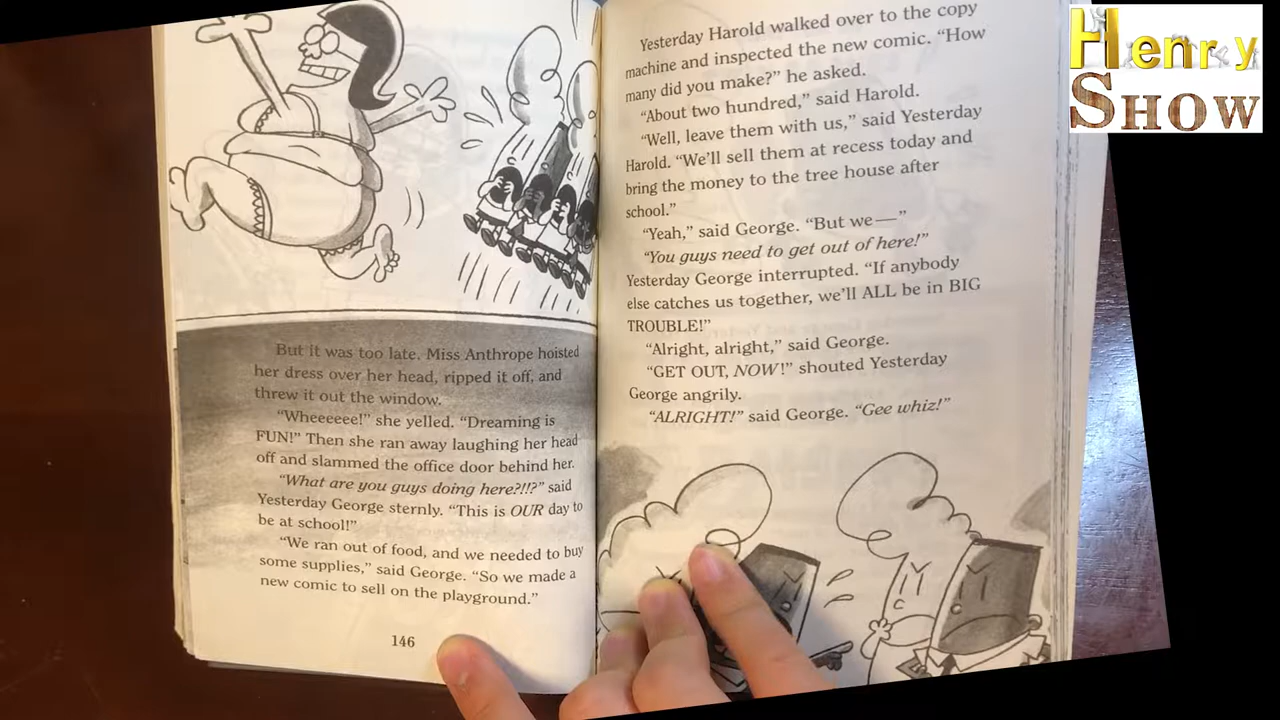 But it was too late. Miss Anthrope hoisted
her dress over her head, ripped it off, and
threw it out the window.
“Wheeeeee!” she yelled. “Dreaming is
FUN!” Then she ran away laughing her head
off and slammed the office door behind her.
“What are you guys doing here?!!?” said
Yesterday George sternly. “This is OUR day to
be at school!”
“We ran out of food, and we needed to buy
some supplies,” said George. “So we made a
new comic to sell on the playground.”
146
Yesterday Harold walked over to the copy
machine and inspected the new comic. “How
many did you make?” he asked.
“About two hundred,” said Harold.
“Well, leave them with us,” said Yesterday
Harold. “We’ll sell them at recess today and
bring the money to the tree house after
school.”
“Yeah,” said George. “But we—”
“You guys need to get out of here!”
Yesterday George interrupted. “If anybody
else catches us together, we’ll ALL be in BIG
TROUBLE!”
“Alright, alright,” said George.
“GET OUT, NOW!” shouted Yesterday
George angrily.
“ALRIGHT!” said George. “Gee whiz!”
Henry
SHOW